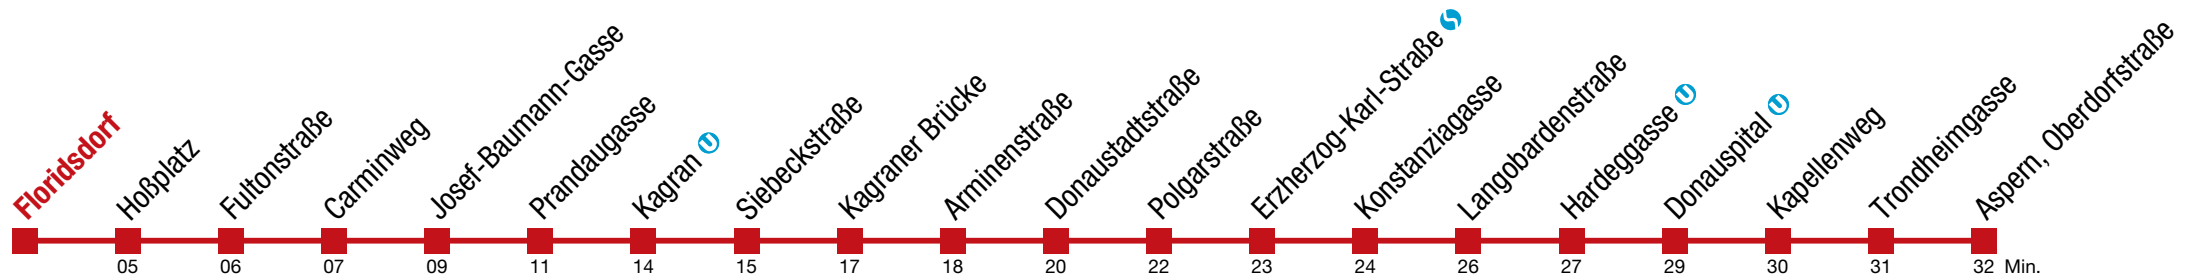 Floridsdorf
Hoßplatz
Fultonstraße
Carminweg
Josef-Baumann-Gasse
Prandaugasse
Kagran U
Siebeckstraße
Kagraner Brücke
Arminenstraße
Donaustadtstraße
Polgarstraße
Erzherzog-Karl-Straße S
Konstanziagasse
Langobardenstraße
Hardeggasse U
Donauspital U
Kapellenweg
Trondheimgasse
Aspern, Oberdorfstraße
05 06 07 09 11 14 15 17 18 20 22 23 24 26 27 29 30 31 32 Min.